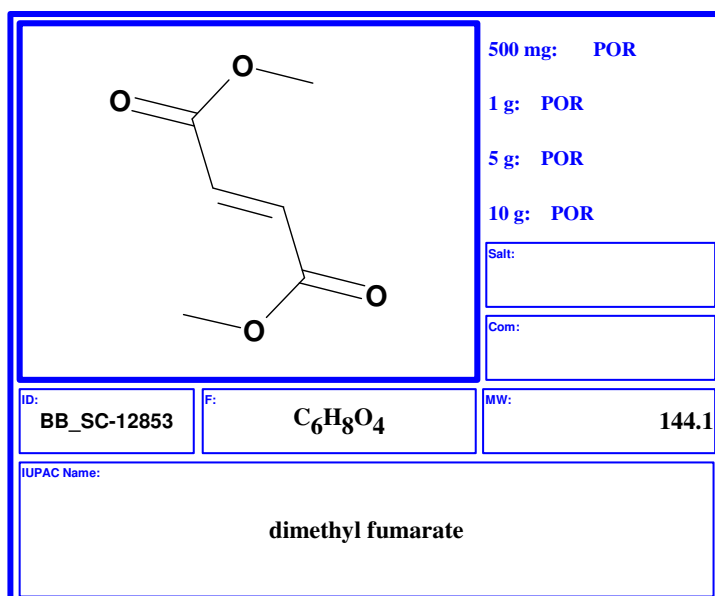 O
O
O
O
500 mg: POR
1 g: POR
5 g: POR
10 g: POR
Salt:
Com:
ID:
BB_SC-12853
F:
C6H8O4
MW:
144.1
IUPAC Name:
dimethyl fumarate